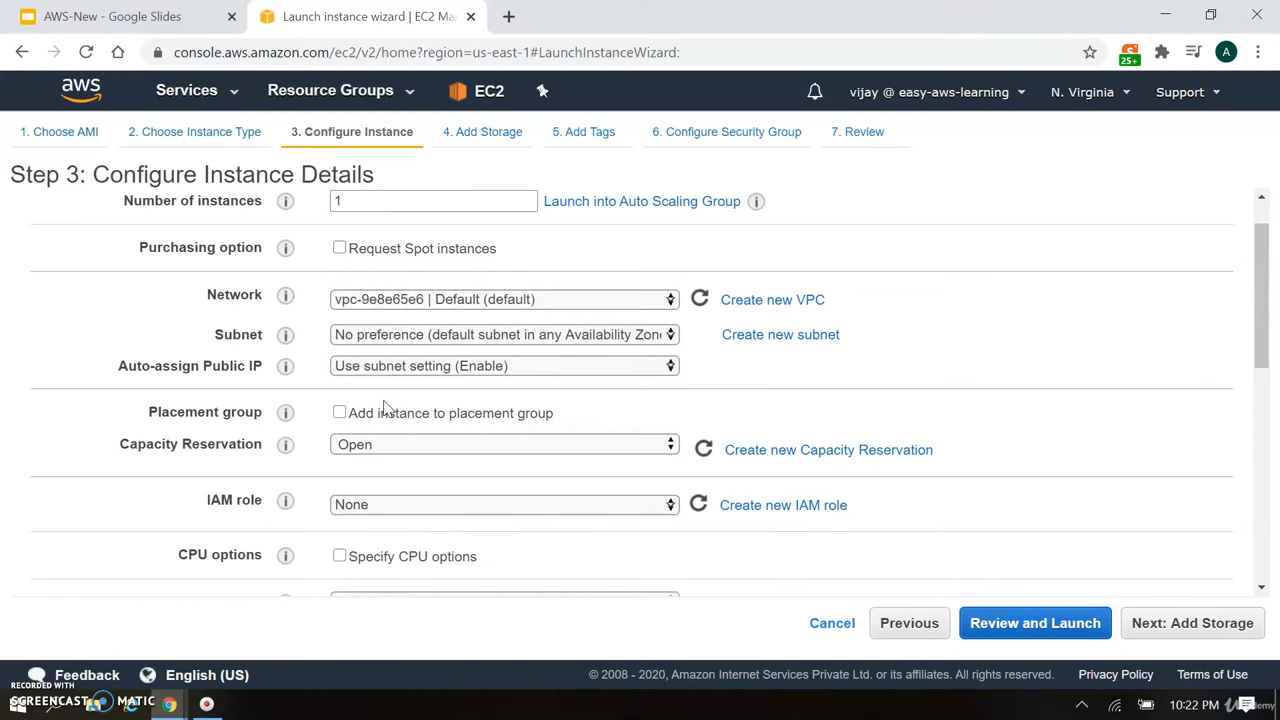 AWS-New - Google Slides
Launch instance wizard | EC2 Ma
console.aws.amazon.com/ec2/v2/home?region=us-east-1#LaunchInstanceWizard:
25+
A
aws
Services
Resource Groups
EC2
vijay @ easy-aws-learning
N. Virginia
Support
1. Choose AMI
2. Choose Instance Type
3. Configure Instance
4. Add Storage
5. Add Tags
6. Configure Security Group
7. Review
Step 3: Configure Instance Details
Number of instances
1
Launch into Auto Scaling Group
Purchasing option
Request Spot instances
Network
vpc-9e8e65e6 | Default (default)
Create new VPC
Subnet
No preference (default subnet in any Availability Zon
Create new subnet
Auto-assign Public IP
Use subnet setting (Enable)
Placement group
Add instance to placement group
Capacity Reservation
Open
Create new Capacity Reservation
IAM role
None
Create new IAM role
CPU options
Specify CPU options
Cancel
Previous
Review and Launch
Next: Add Storage
Feedback
English (US)
© 2008 - 2020, Amazon Internet Services Private Ltd. or its affiliates. All rights reserved.
Privacy Policy
Terms of Use
RECORDED WITH
SCREENCAST MATIC
10:22 PM
Udemy